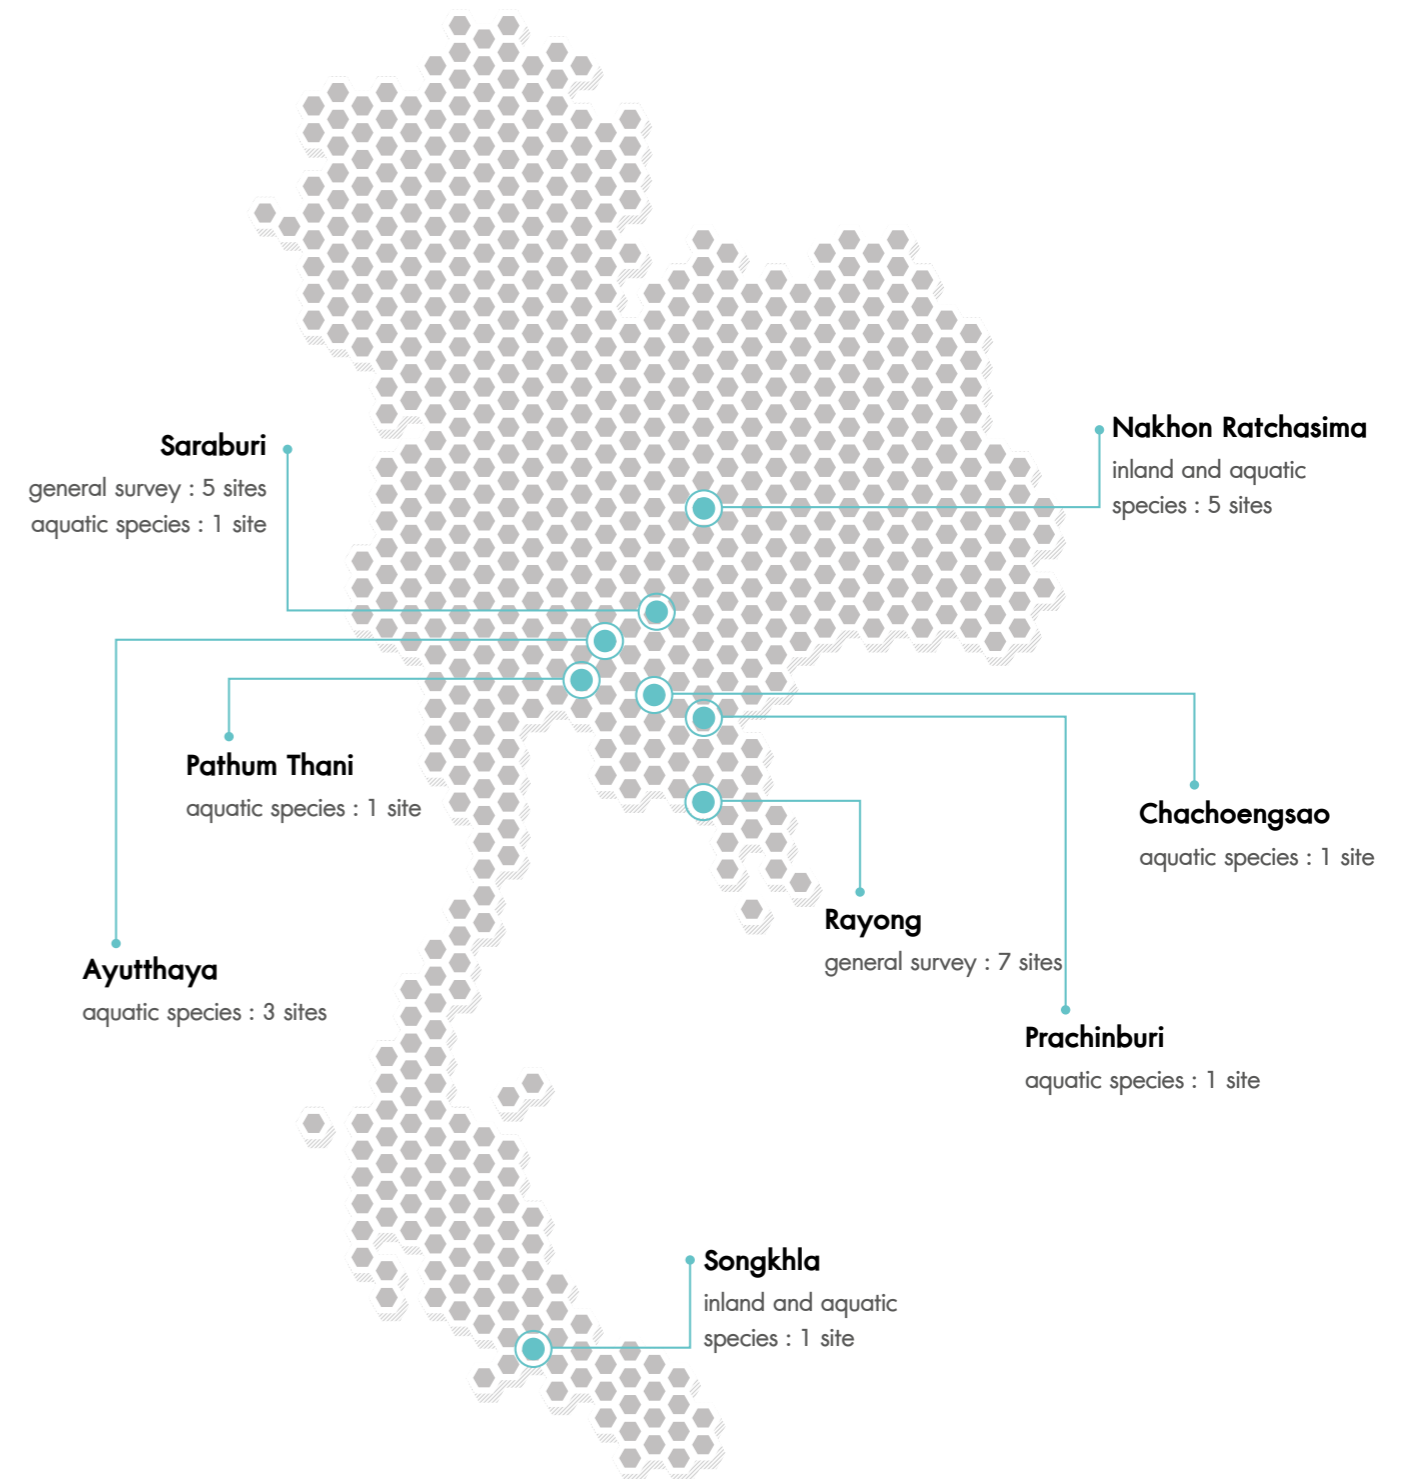 Nakhon Ratchasima
inland and aquatic
species : 5 sites
Saraburi
general survey : 5 sites
aquatic species : 1 site
Pathum Thani
aquatic species : 1 site
Chachoengsao
aquatic species : 1 site
Rayong
general survey : 7 sites
Ayutthaya
aquatic species : 3 sites
Prachinburi
aquatic species : 1 site
Songkhla
inland and aquatic
species : 1 site